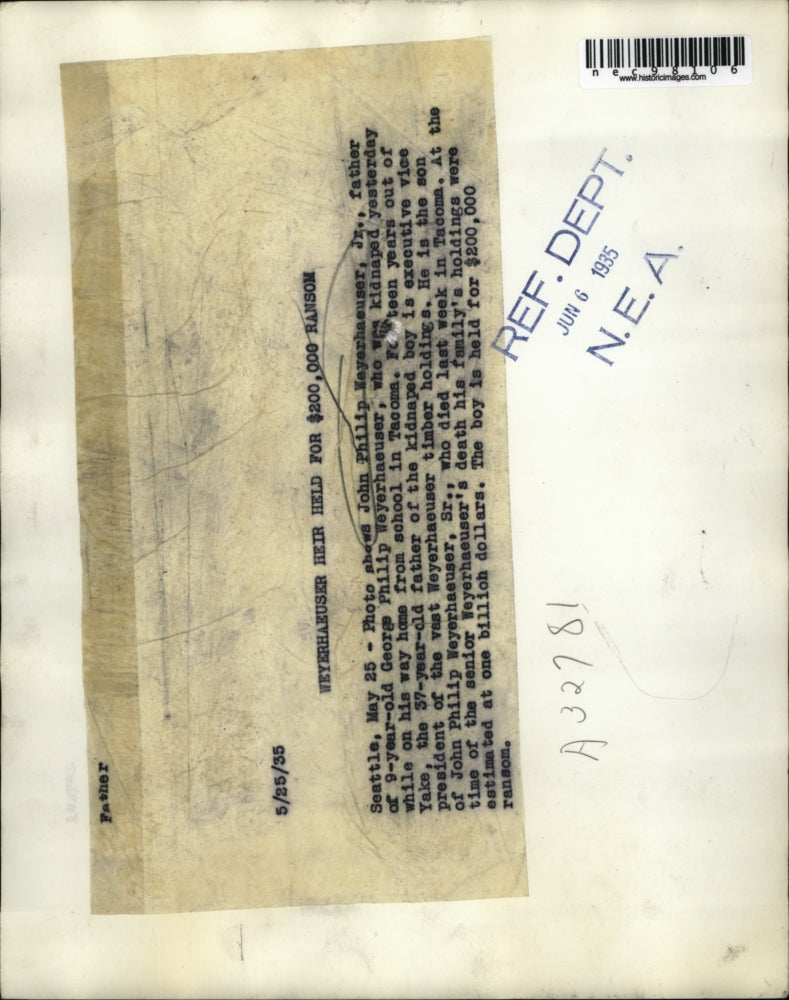 Father
5/25/35
WEYERHAEUSER HEIR HELD FOR $200,000 RANSOM
Seattle, May 25 - Photo shows John Philip Weyerhaeuser, Jr., father
of 9-year-old George Philip Weyerhaeuser, who was kidnaped yesterday
while on his way home from school in Tacoma. Fourteen years out of
Yake, the 37-year-old father of the kidnaped boy is executive vice
president of the vast Weyerhaeuser timber holdings. He is the son
of John Philip Weyerhaeuser, Sr., who died last week in Tacoma. At the
time of the senior Weyerhaeuser's death his family's holdings were
estimated at one billioh dollars. The boy is held for $200,000
ransom.
nec98106
www.historicimages.com
REF. DEPT.
JUN 6 1935
N.E.A.
A32781